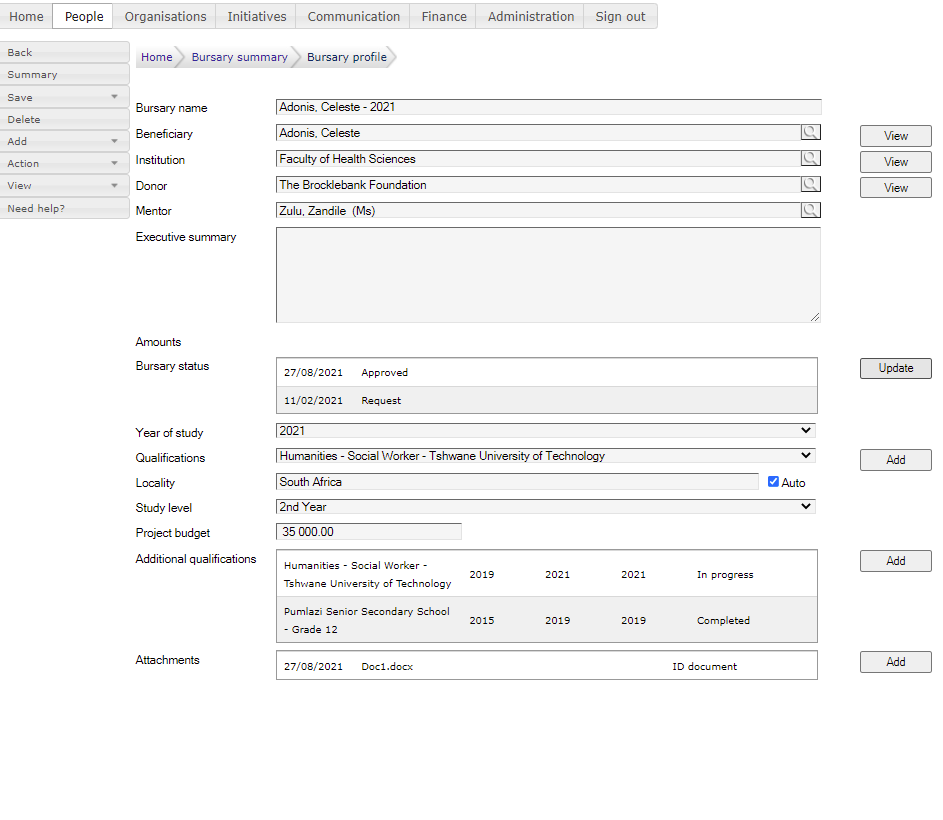 Home People Organisations Initiatives Communication Finance Administration Sign out
Back
Summary
Save
Delete
Add
Action
View
Need help?
Home Bursary summary Bursary profile
Bursary name Adonis, Celeste - 2021
Beneficiary Adonis, Celeste View
Institution Faculty of Health Sciences View
Donor The Brocklebank Foundation View
Mentor Zulu, Zandile (Ms)
Executive summary
Amounts
Bursary status
27/08/2021 Approved Update
11/02/2021 Request
Year of study 2021
Qualifications Humanities - Social Worker - Tshwane University of Technology Add
Locality South Africa Auto
Study level 2nd Year
Project budget 35 000.00
Additional qualifications
Humanities - Social Worker -
Tshwane University of Technology 2019 2021 2021 In progress Add
Pumlazi Senior Secondary School
- Grade 12 2015 2019 2019 Completed
Attachments 27/08/2021 Doc1.docx ID document Add